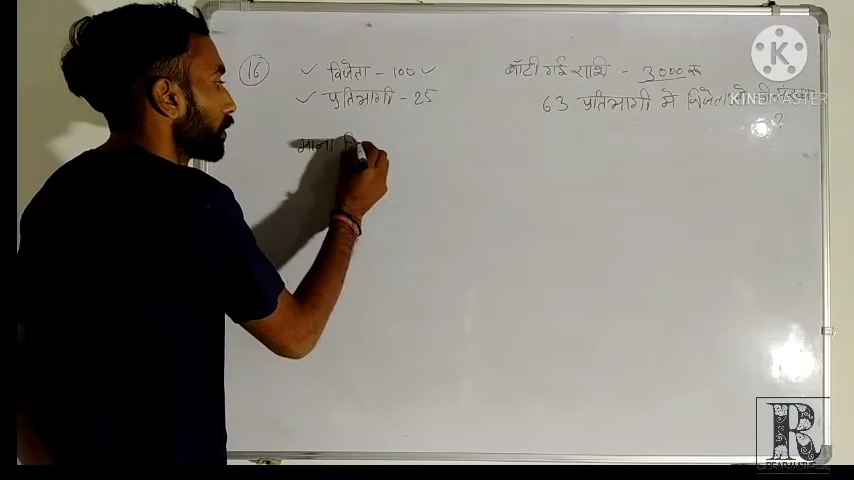 16
✓ विजेता - 100 ✓
✓ प्रतिभागी - 25
बाँटी गई राशि - 3000 रू
63 प्रतिभागी मे विजेताओ की संख्या
?
माना वि
KINEMASTER
R